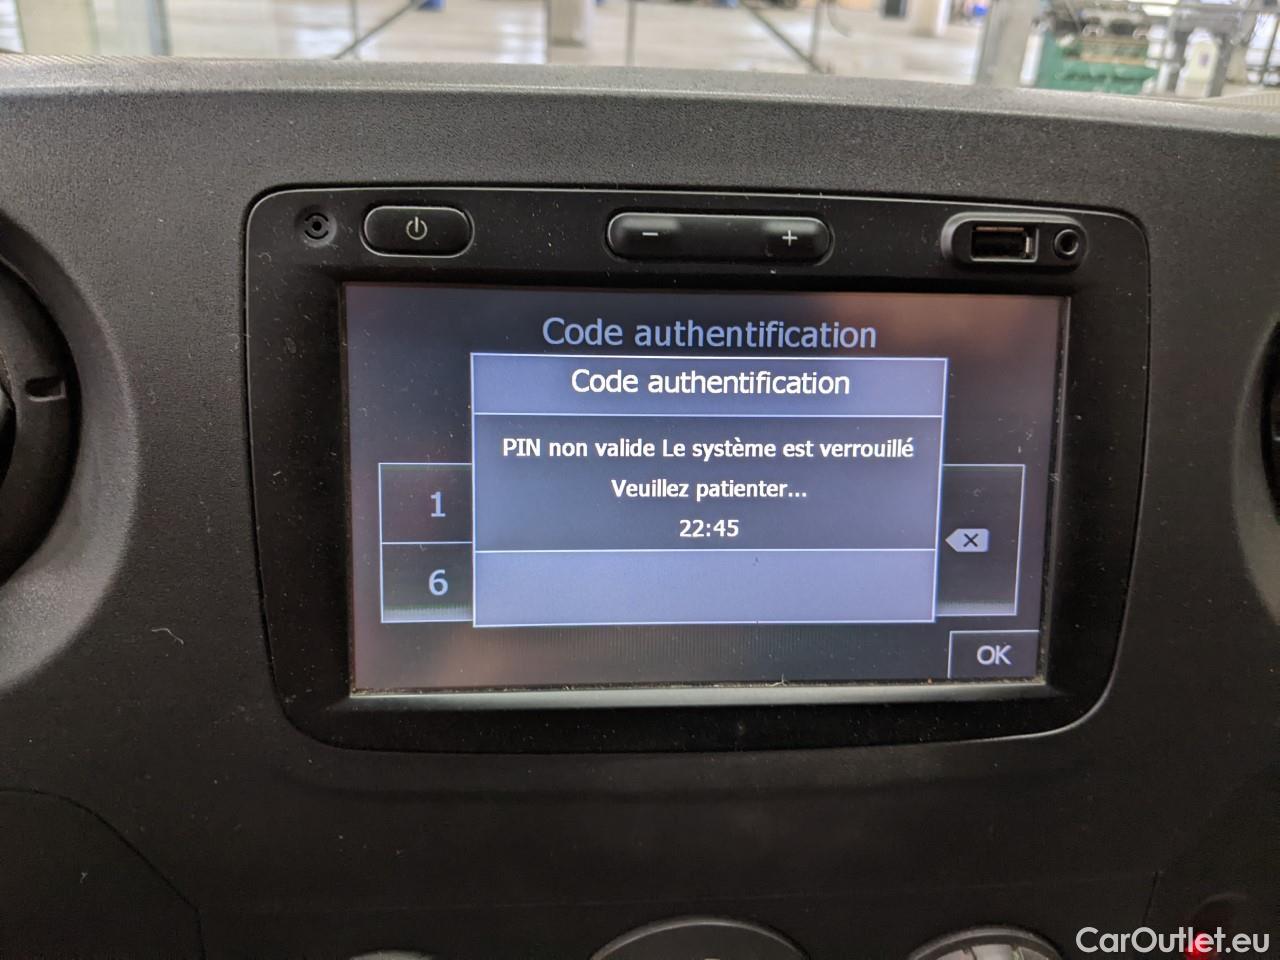 − +
Code authentification
Code authentification
PIN non valide Le système est verrouillé
Veuillez patienter...
22:45
1
6
OK
CarOutlet.eu